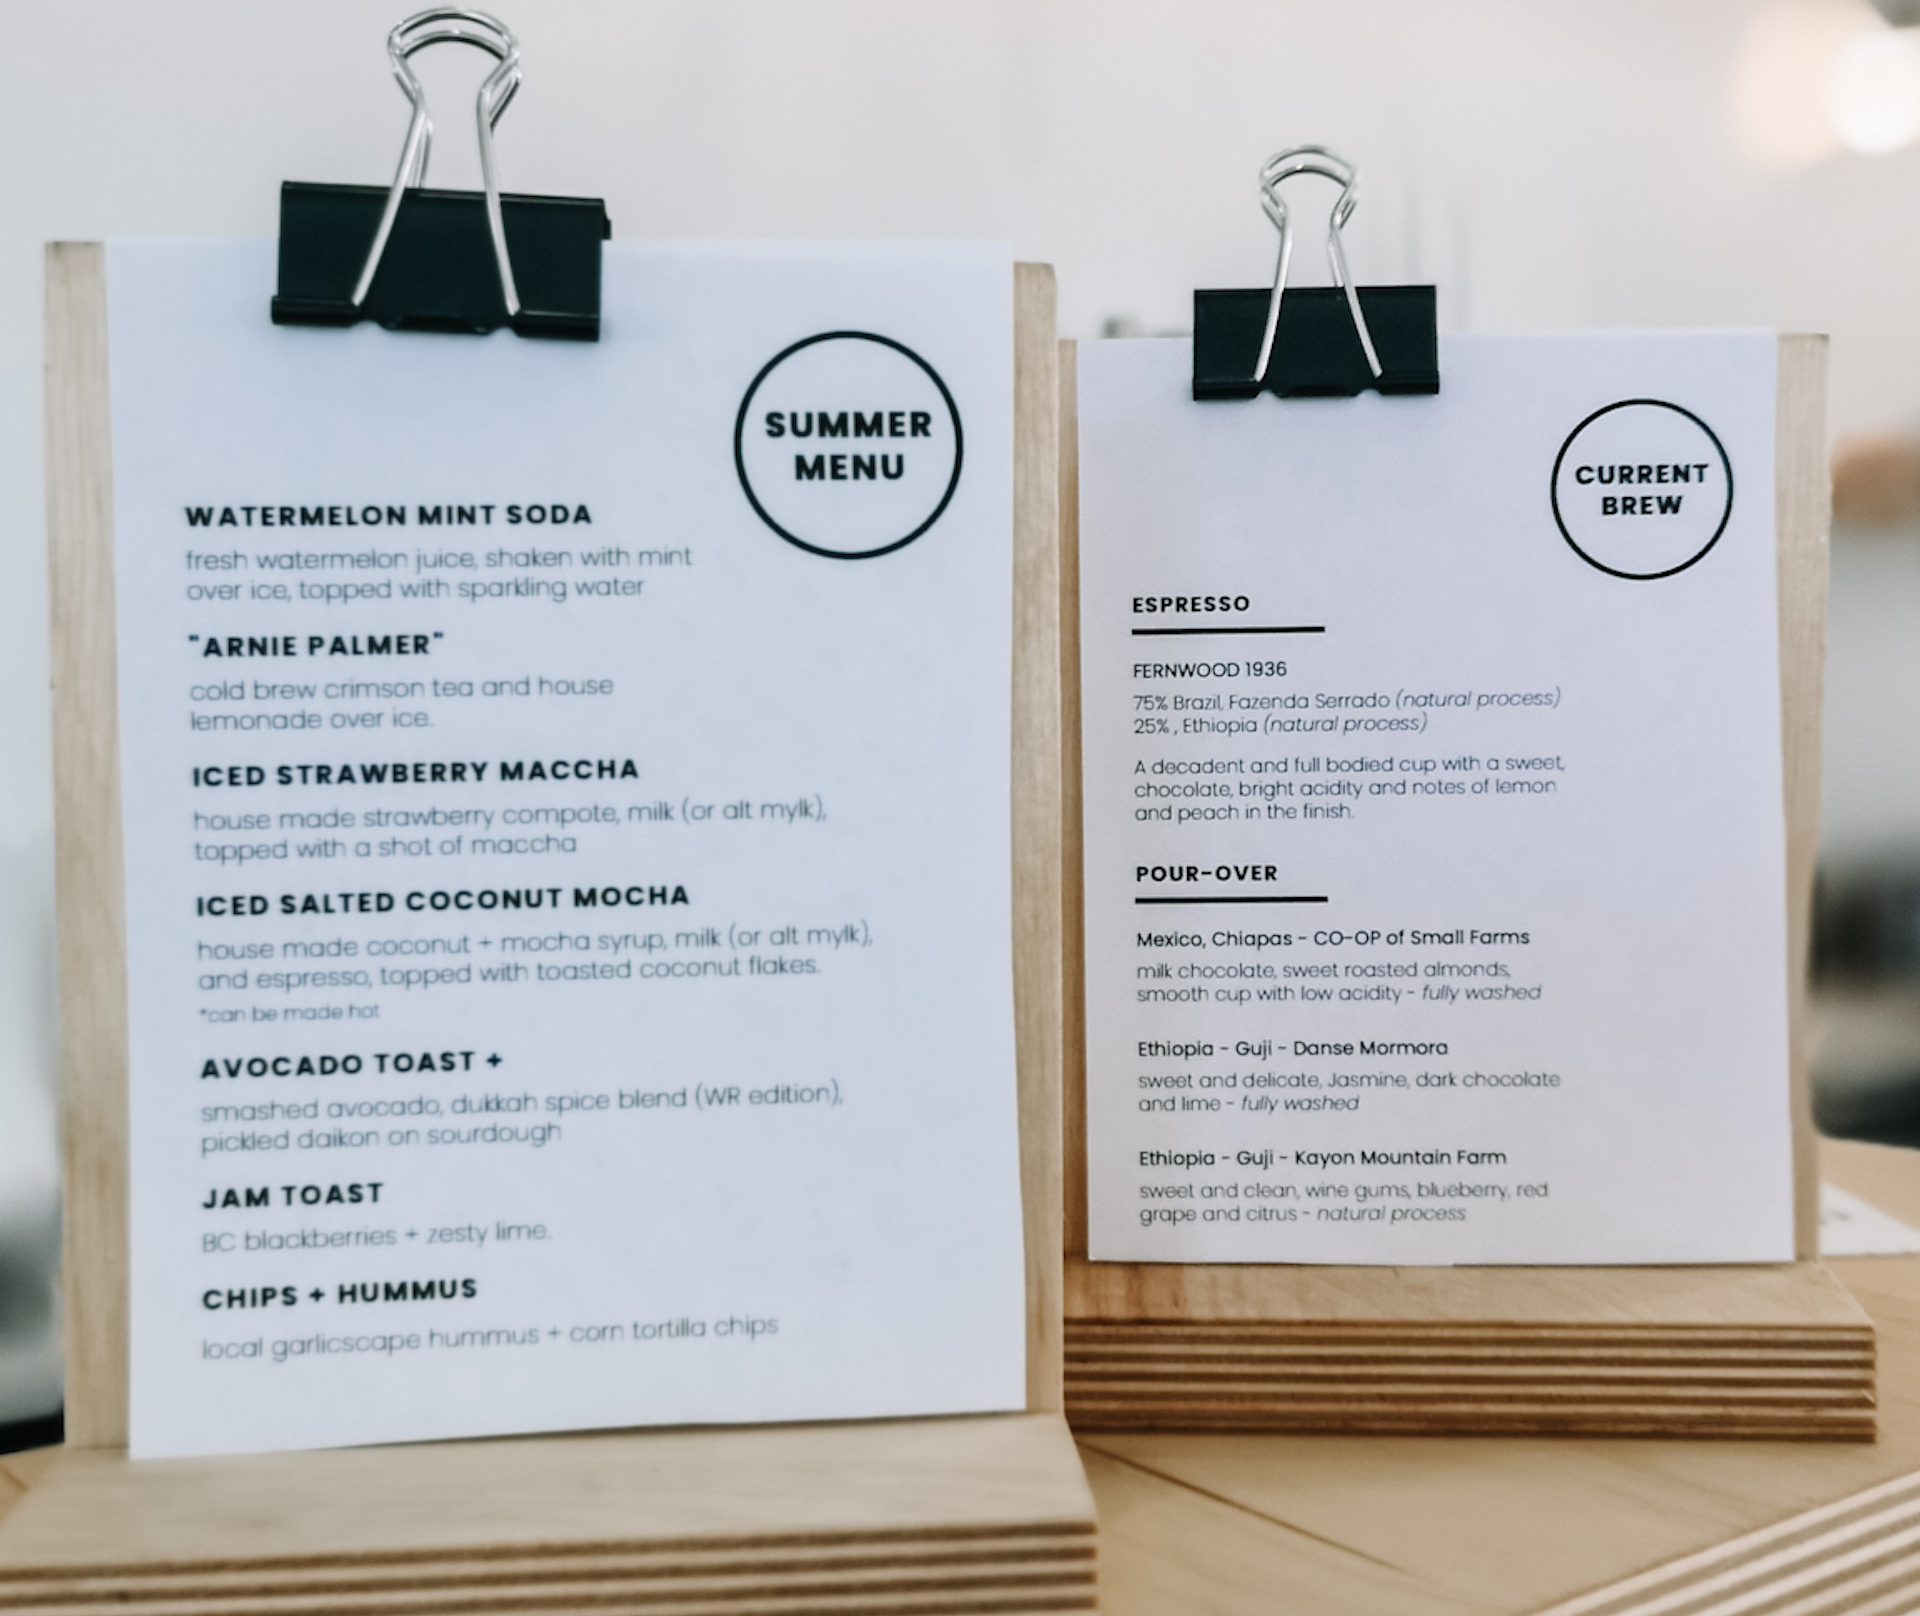 SUMMER
MENU
WATERMELON MINT SODA
fresh watermelon juice, shaken with mint
over ice, topped with sparkling water
"ARNIE PALMER"
cold brew crimson tea and house
lemonade over ice.
ICED STRAWBERRY MACCHA
house made strawberry compote, milk (or alt mylk),
topped with a shot of maccha
ICED SALTED COCONUT MOCHA
house made coconut + mocha syrup, milk (or alt mylk),
and espresso, topped with toasted coconut flakes.
*can be made hot
AVOCADO TOAST +
smashed avocado, dukkah spice blend (WR edition),
pickled daikon on sourdough
JAM TOAST
BC blackberries + zesty lime.
CHIPS + HUMMUS
local garlicscape hummus + corn tortilla chips
CURRENT
BREW
ESPRESSO
FERNWOOD 1936
75% Brazil, Fazenda Serrado (natural process)
25% , Ethiopia (natural process)
A decadent and full bodied cup with a sweet,
chocolate, bright acidity and notes of lemon
and peach in the finish.
POUR-OVER
Mexico, Chiapas - CO-OP of Small Farms
milk chocolate, sweet roasted almonds,
smooth cup with low acidity - fully washed
Ethiopia - Guji - Danse Mormora
sweet and delicate, Jasmine, dark chocolate
and lime - fully washed
Ethiopia - Guji - Kayon Mountain Farm
sweet and clean, wine gums, blueberry, red
grape and citrus - natural process